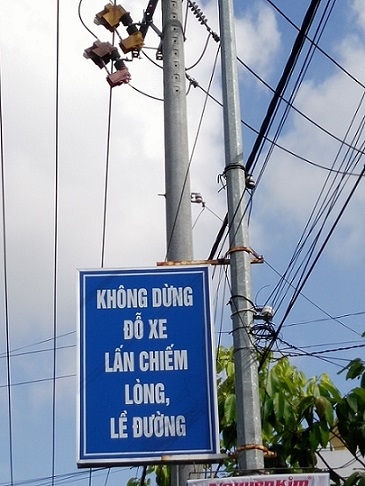 KHÔNG DỪNG
ĐỖ XE
LẤN CHIẾM
LÒNG,
LỀ ĐƯỜNG